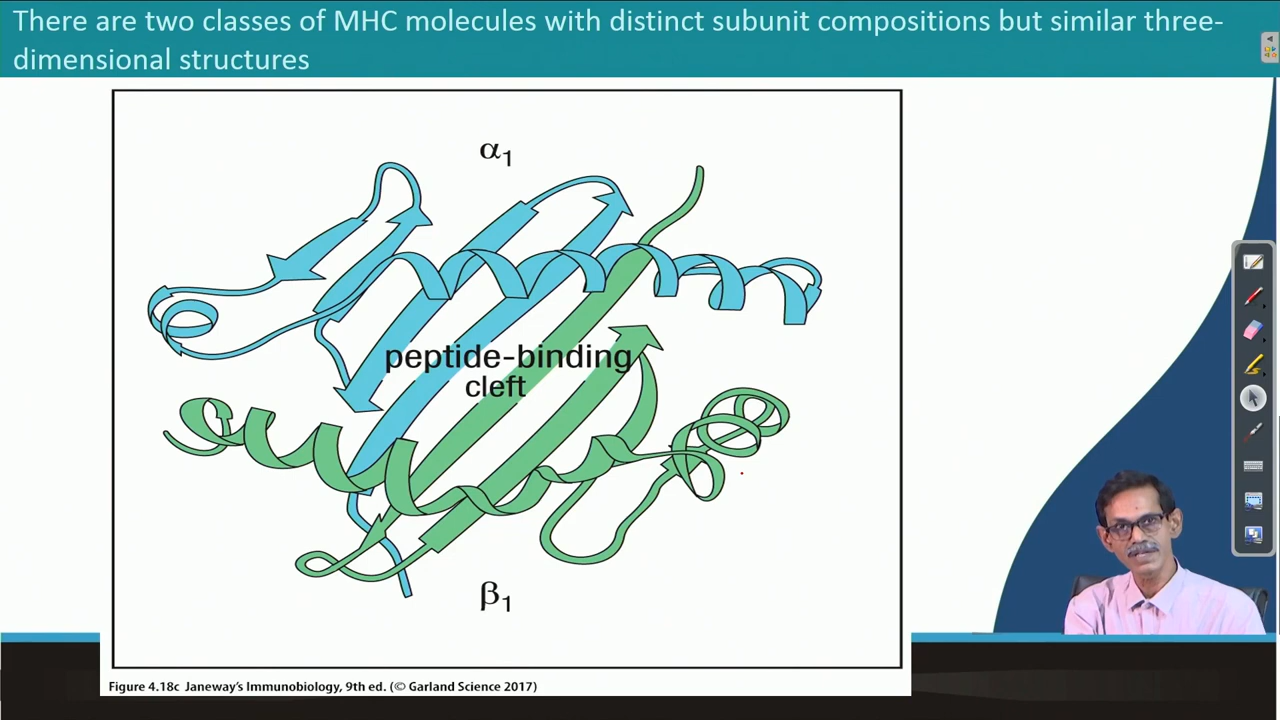 There are two classes of MHC molecules with distinct subunit compositions but similar three-
dimensional structures
α1
peptide-binding
cleft
β1
Figure 4.18c Janeway's Immunobiology, 9th ed. (© Garland Science 2017)